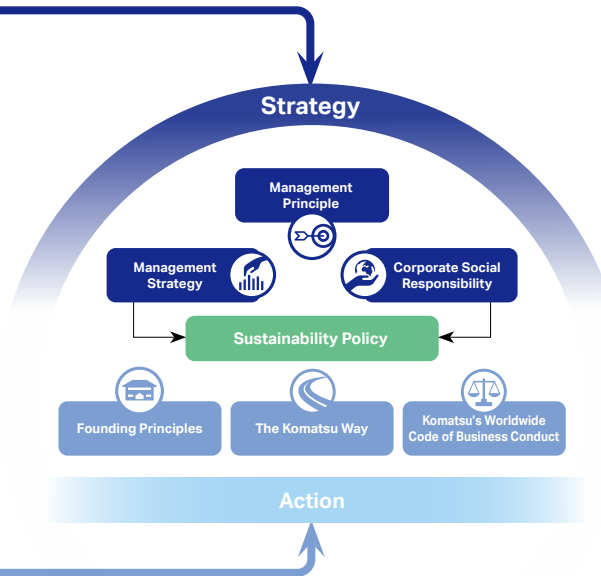 Strategy
Management
Principle
Management
Strategy
Corporate Social
Responsibility
Sustainability Policy
Founding Principles
The Komatsu Way
Komatsu's Worldwide
Code of Business Conduct
Action